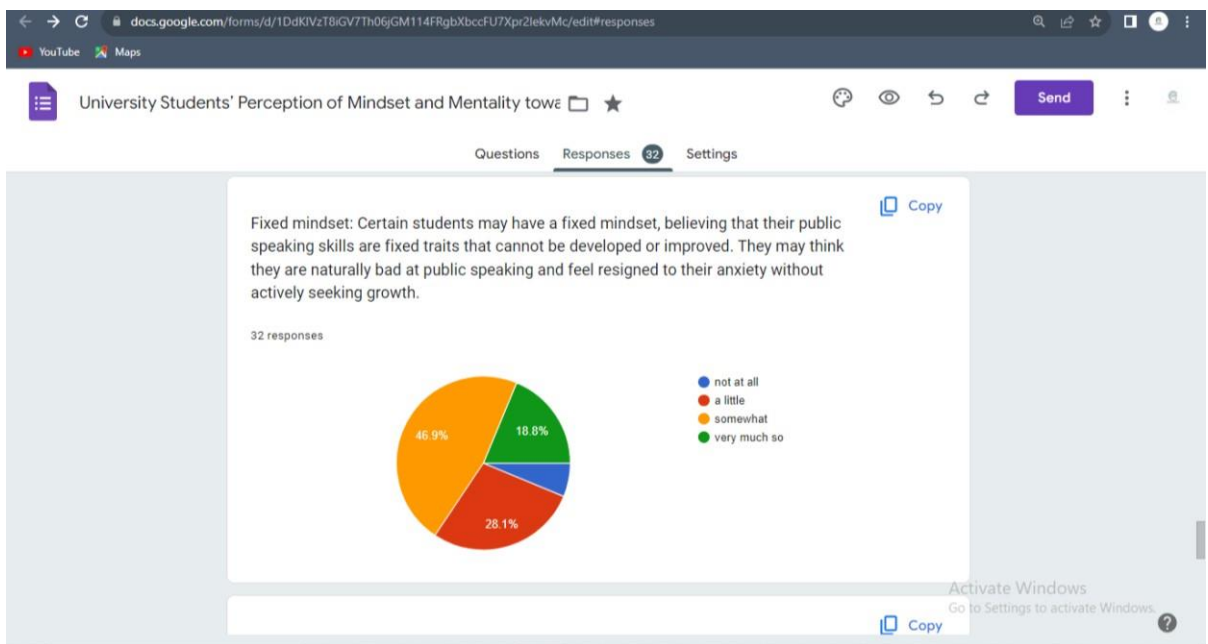 docs.google.com/forms/d/1DdKlVzT8iGV7Th06jGM114FRgbXbccFU7Xpr2lekvMc/edit#responses
YouTube Maps
University Students' Perception of Mindset and Mentality towa
Send
Questions Responses 32 Settings
Copy
Fixed mindset: Certain students may have a fixed mindset, believing that their public
speaking skills are fixed traits that cannot be developed or improved. They may think
they are naturally bad at public speaking and feel resigned to their anxiety without
actively seeking growth.
32 responses
not at all
a little
somewhat
very much so
46.9%
18.8%
28.1%
Activate Windows
Go to Settings to activate Windows.
Copy